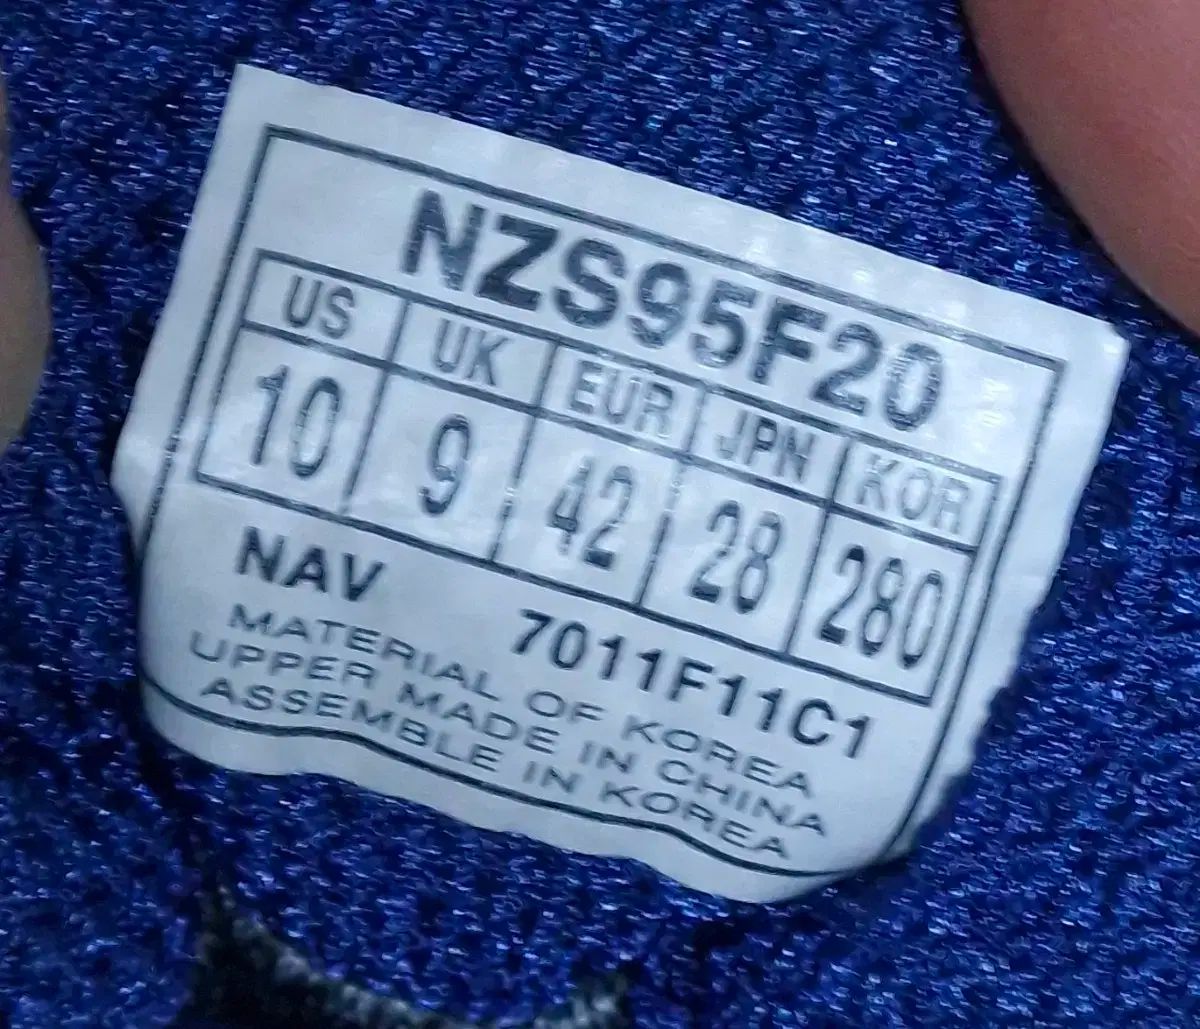 NZS95F20
US UK EUR JPN KOR
10 9 42 28 280
NAV 7011F11C1
MATERIAL OF KOREA
UPPER MADE IN CHINA
ASSEMBLE IN KOREA